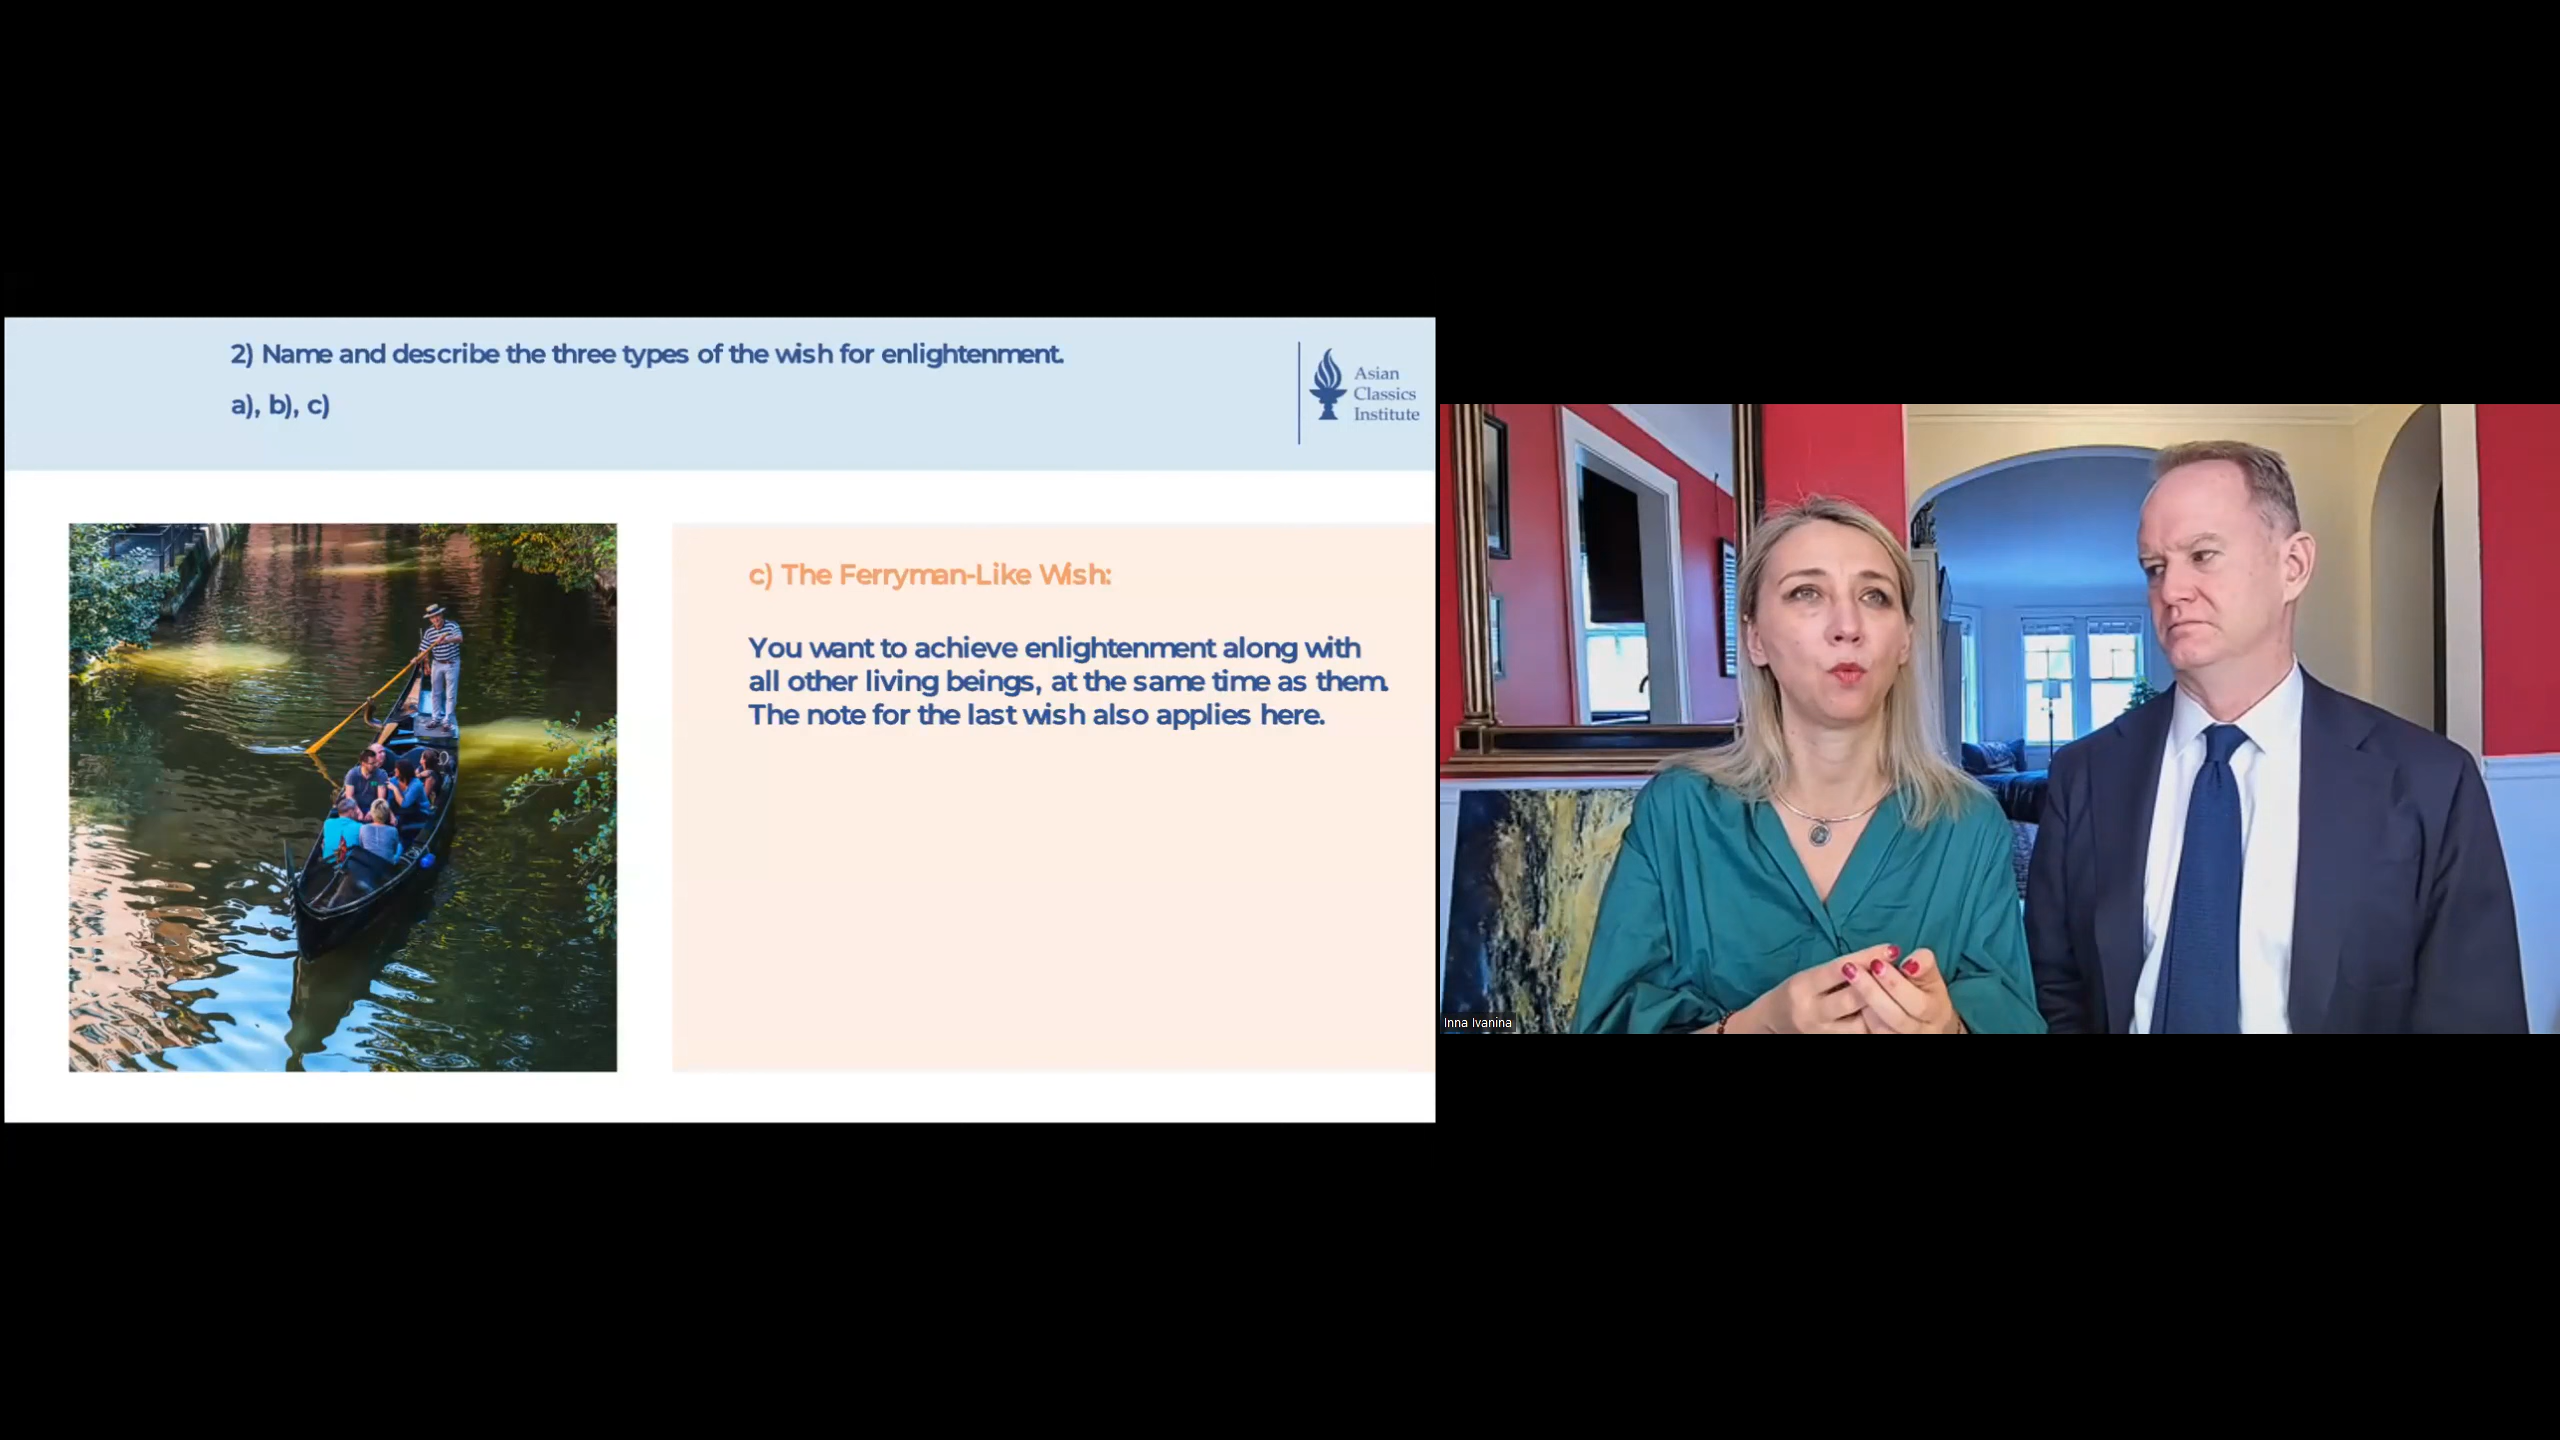 2) Name and describe the three types of the wish for enlightenment.
a), b), c)
Asian
Classics
Institute
c) The Ferryman-Like Wish:
You want to achieve enlightenment along with
all other living beings, at the same time as them.
The note for the last wish also applies here.
Inna Ivanina